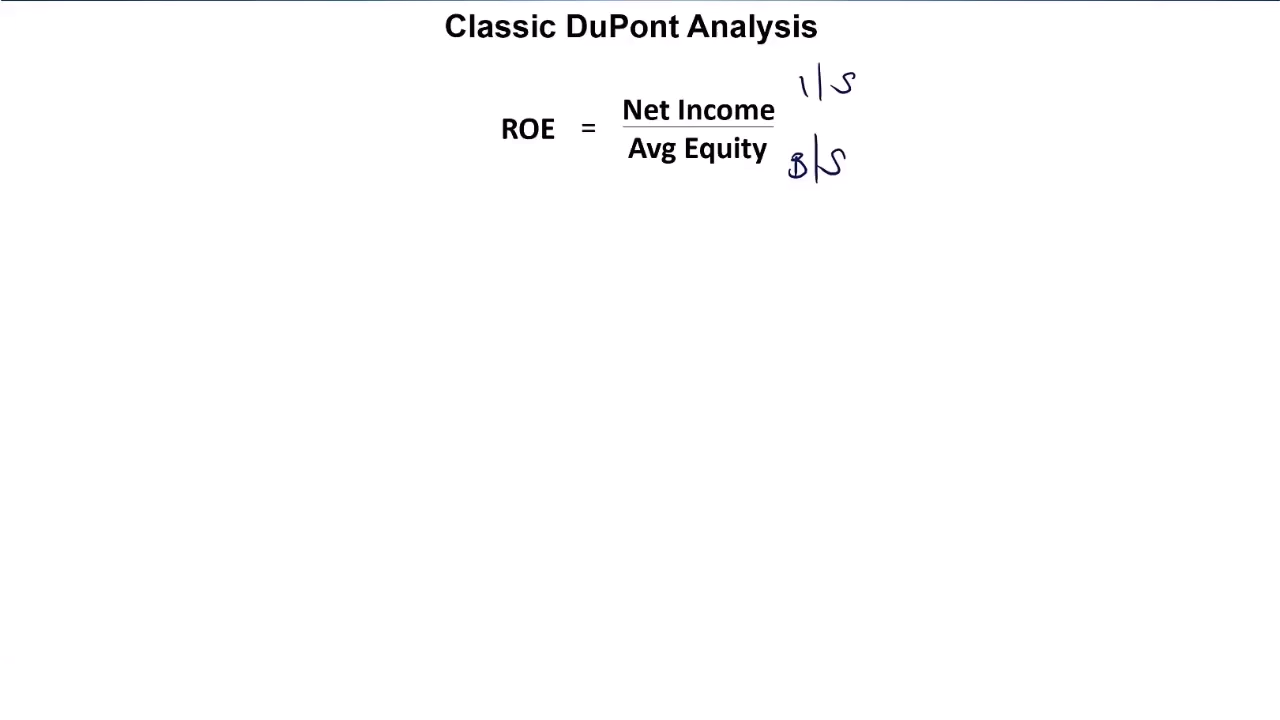 Classic DuPont Analysis
I/S
ROE = Net Income
Avg Equity
B/S